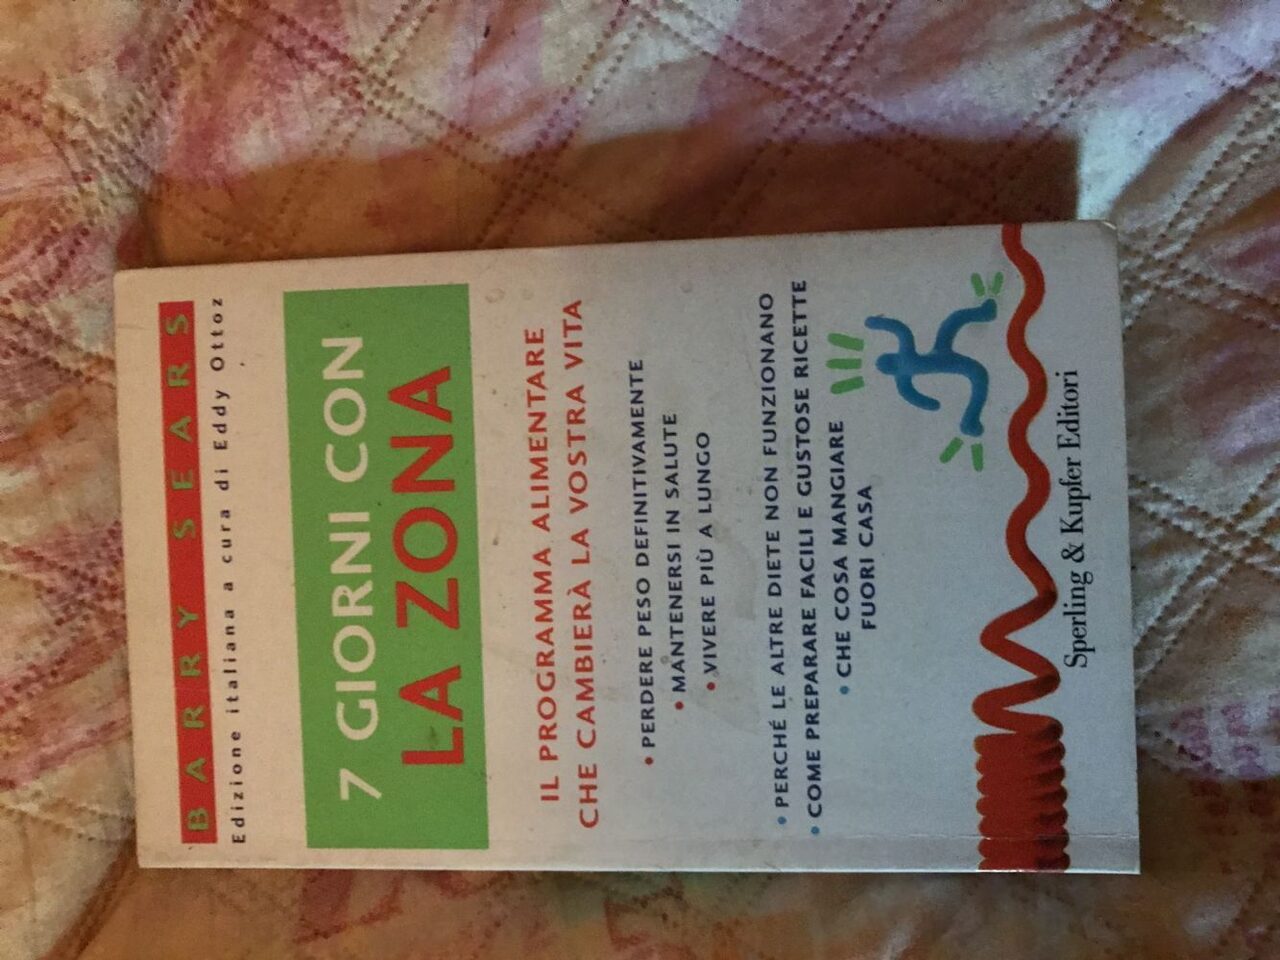 BARRY SEARS
Edizione italiana a cura di Eddy Ottoz
7 GIORNI CON
LA ZONA
IL PROGRAMMA ALIMENTARE
CHE CAMBIERÀ LA VOSTRA VITA
• PERDERE PESO DEFINITIVAMENTE
• MANTENERSI IN SALUTE
• VIVERE PIÙ A LUNGO
• PERCHÉ LE ALTRE DIETE NON FUNZIONANO
• COME PREPARARE FACILI E GUSTOSE RICETTE
• CHE COSA MANGIARE
FUORI CASA
Sperling & Kupfer Editori